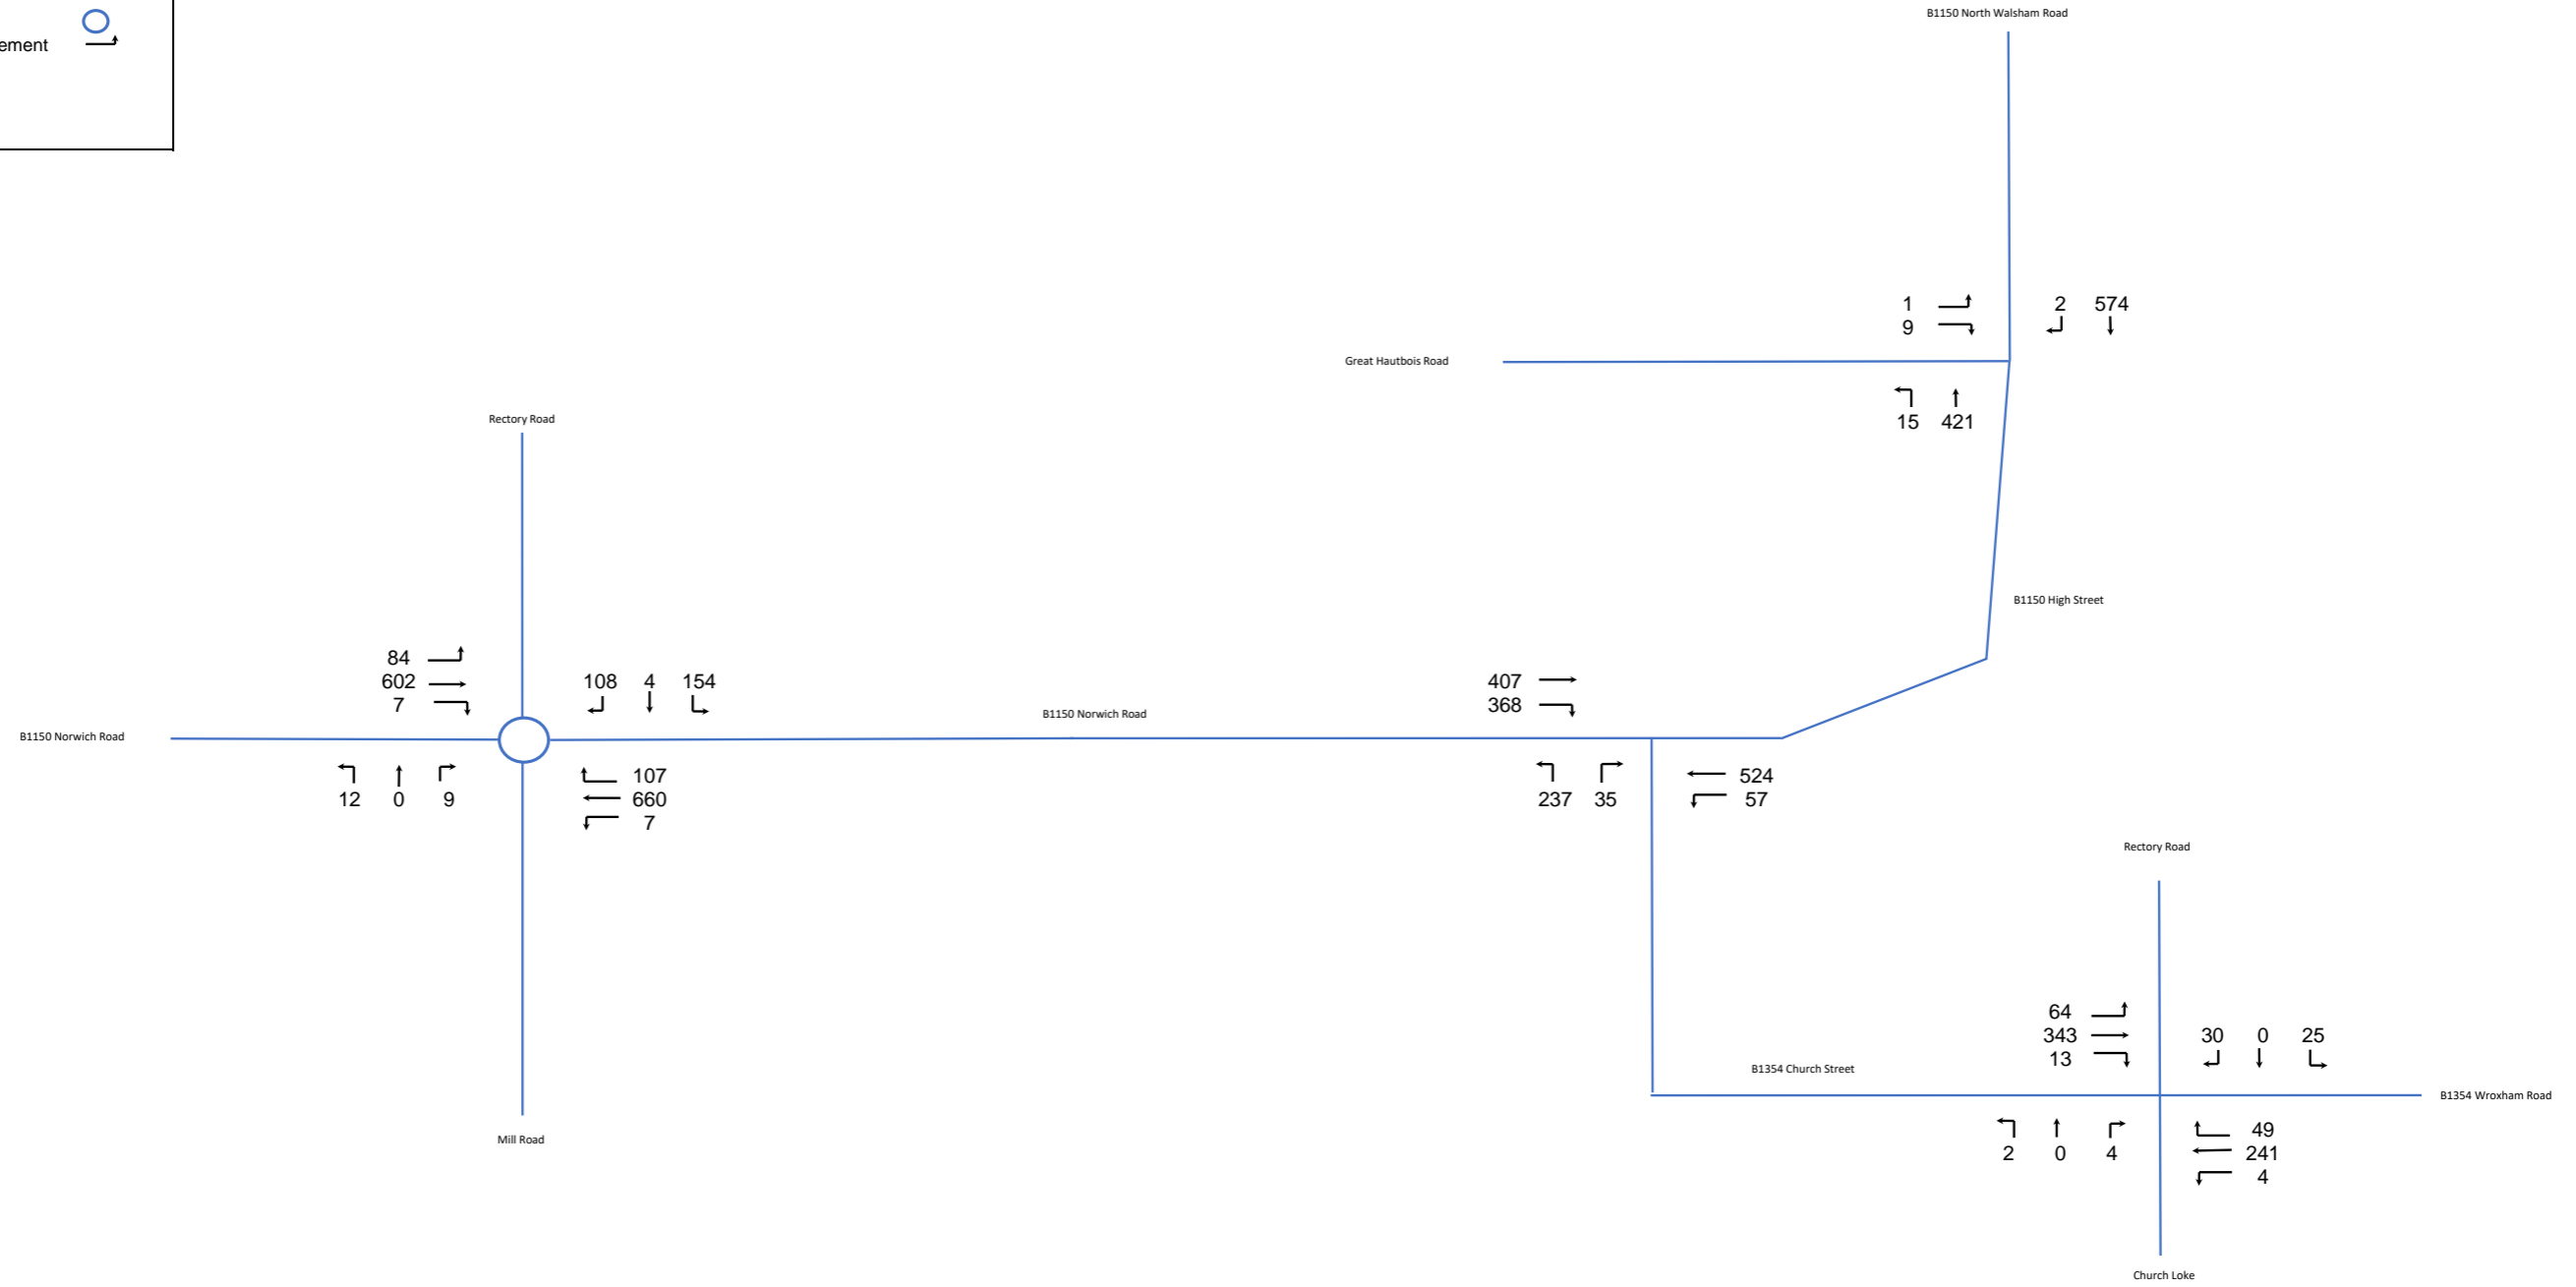 B1150 North Walsham Road
ement
1 2 574
9
Great Hautbois Road
15 421
Rectory Road
B1150 High Street
84
602 108 4 154 407
7 368
B1150 Norwich Road
B1150 Norwich Road
107 524
12 0 9 660 237 35 57
7
Rectory Road
64
343 30 0 25
13
B1354 Church Street
B1354 Wroxham Road
49
2 0 4 241
4
Mill Road
Church Loke